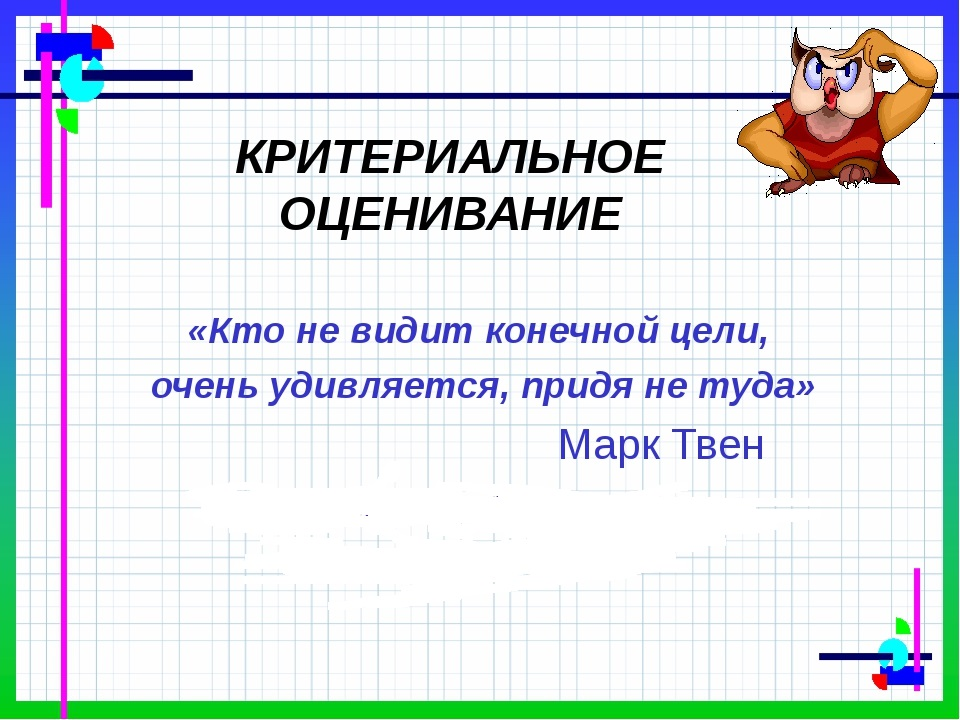 КРИТЕРИАЛЬНОЕ
ОЦЕНИВАНИЕ
«Кто не видит конечной цели,
очень удивляется, придя не туда»
Марк Твен